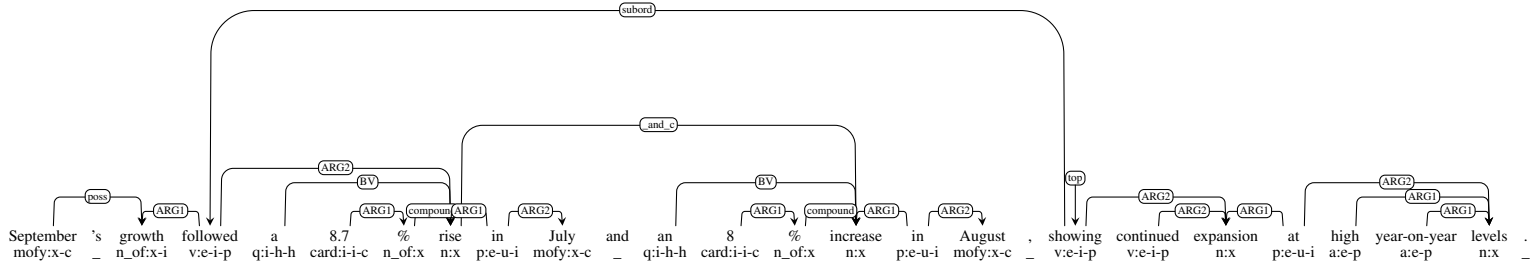 subord
_and_c
ARG2
top
BV BV ARG2
poss ARG2 ARG1
ARG1 ARG1 compound ARG1 ARG2 ARG1 compound ARG1 ARG2 ARG2 ARG1 ARG1
September 's growth followed a 8.7 % rise in July and an 8 % increase in August , showing continued expansion at high year-on-year levels .
mofy:x-c _ n_of:x-i v:e-i-p q:i-h-h card:i-i-c n_of:x n:x p:e-u-i mofy:x-c _ q:i-h-h card:i-i-c n_of:x n:x p:e-u-i mofy:x-c _ v:e-i-p v:e-i-p n:x p:e-u-i a:e-p a:e-p n:x _